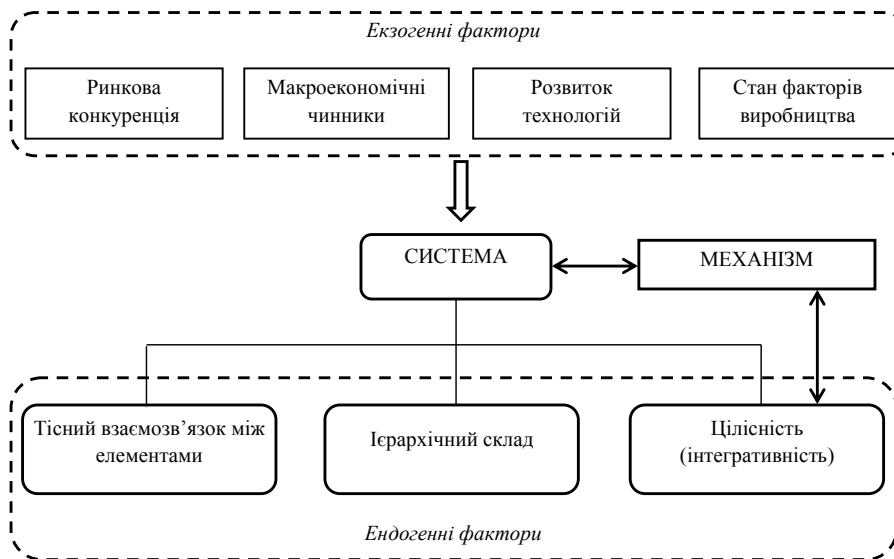 Екзогенні фактори
Ринкова
конкуренція
Макроекономічні
чинники
Розвиток
технологій
Стан факторів
виробництва
СИСТЕМА
МЕХАНІЗМ
Тісний взаємозв'язок між
елементами
Ієрархічний склад
Цілісність
(інтегративність)
Ендогенні фактори